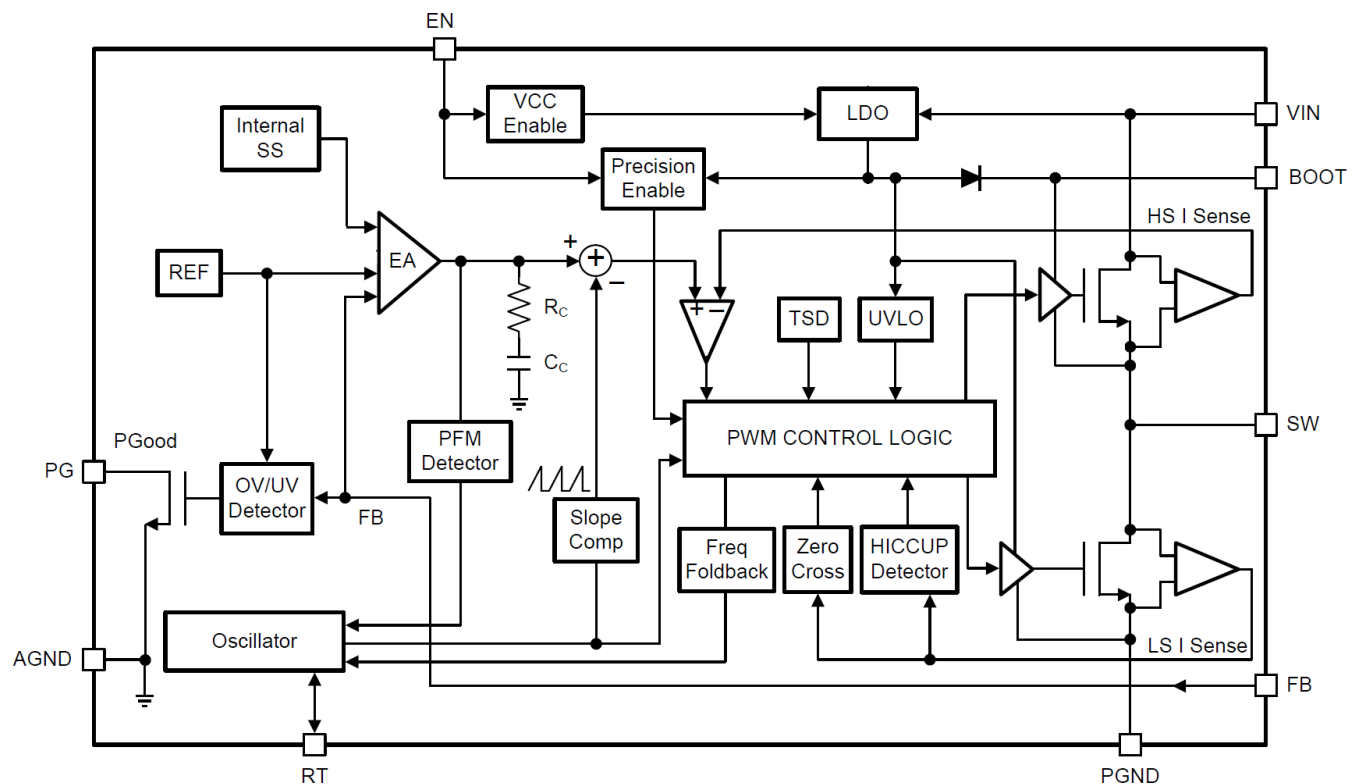 EN
VCC
Enable
LDO
VIN
Internal
SS
Precision
Enable
BOOT
HS I Sense
REF
EA
+
+
−
+ −
RC
CC
TSD
UVLO
PWM CONTROL LOGIC
SW
PGood
PG
OV/UV
Detector
FB
PFM
Detector
Slope
Comp
Freq
Foldback
Zero
Cross
HICCUP
Detector
Oscillator
LS I Sense
AGND
FB
RT
PGND